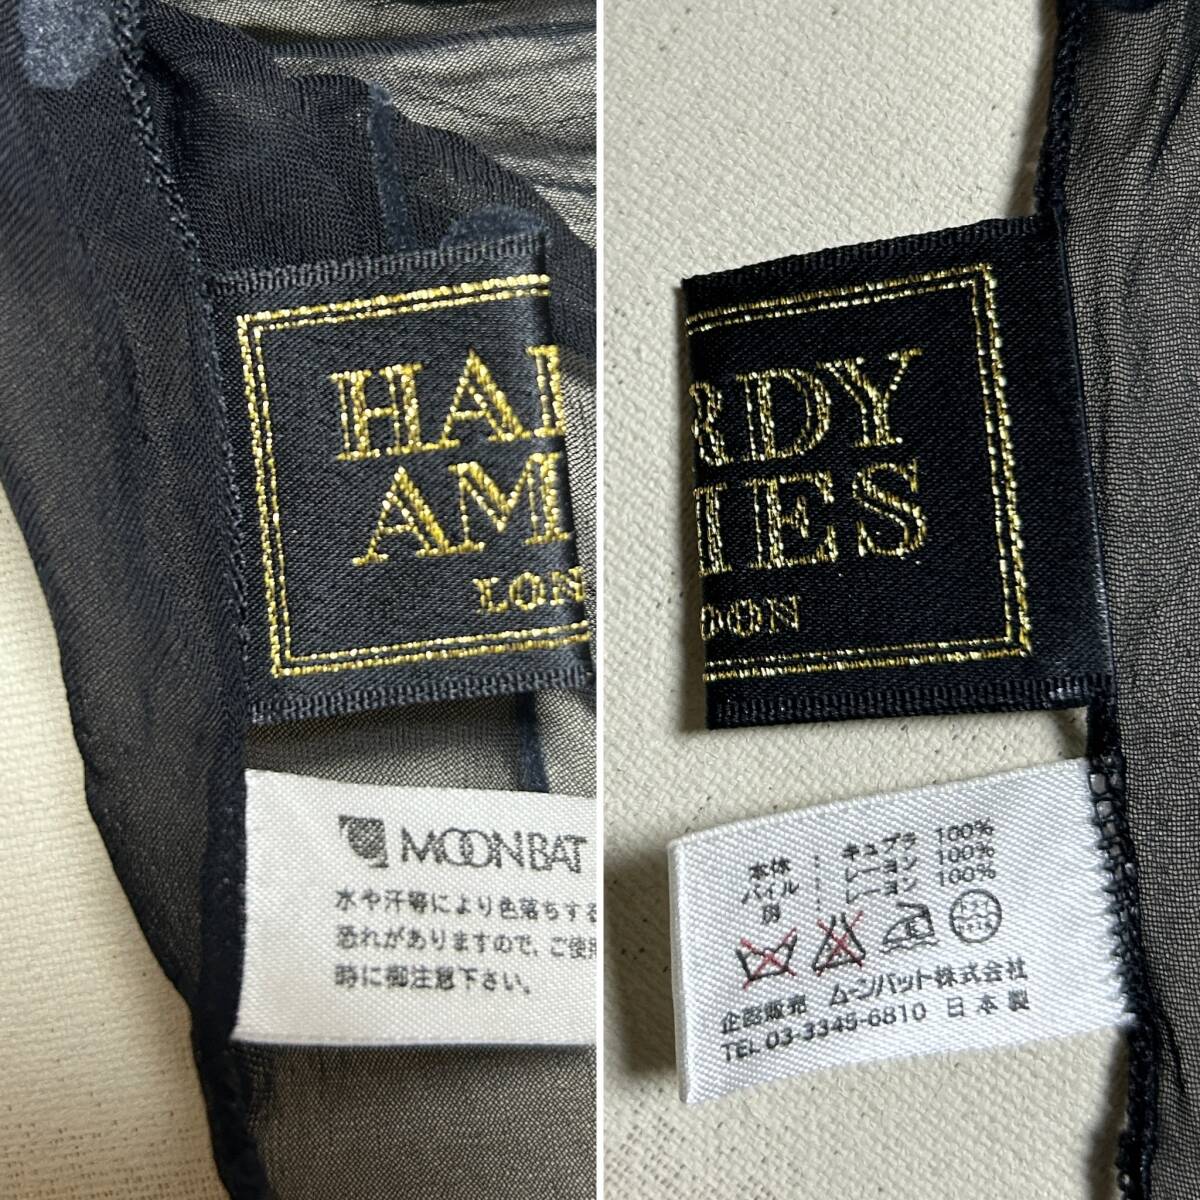 HAR
AM
LON
MOONBAT
水や汗等により色落ちする
恐れがありますので、ご使用
時に御注意下さい。
RDY
IES
DON
本体 キュプラ 100%
パイル レーヨン 100%
房 レーヨン 100%
企画販売 ムーンバット株式会社
TEL 03-3345-6810 日本製